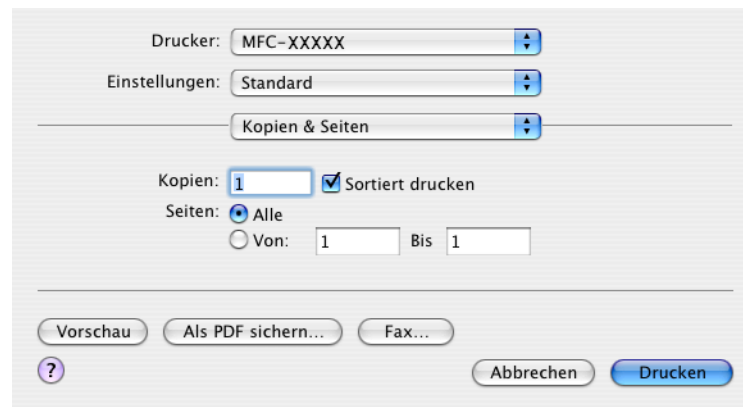 Drucker: MFC-XXXXX
Einstellungen: Standard
Kopien & Seiten
Kopien: 1 Sortiert drucken
Seiten: Alle
Von: 1 Bis 1
Vorschau Als PDF sichern... Fax...
? Abbrechen Drucken